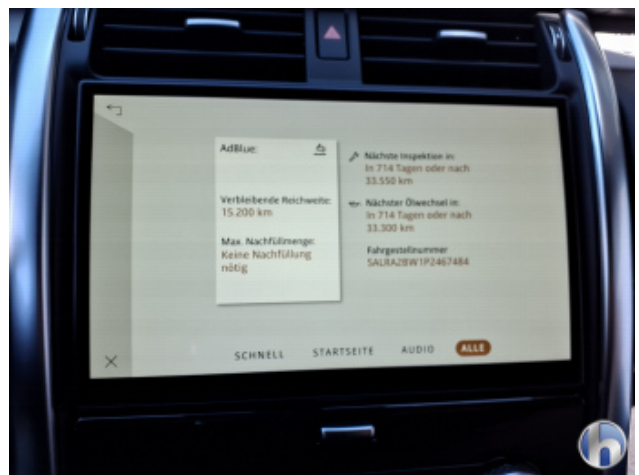 AdBlue:
Verbleibende Reichweite:
15.200 km
Max. Nachfüllmenge:
Keine Nachfüllung
nötig
Nächste Inspektion in:
In 714 Tagen oder nach
33.550 km
Nächster Ölwechsel in:
In 714 Tagen oder nach
33.300 km
Fahrgestellnummer
SALRA2BW1P2467484
SCHNELL STARTSEITE AUDIO ALLE